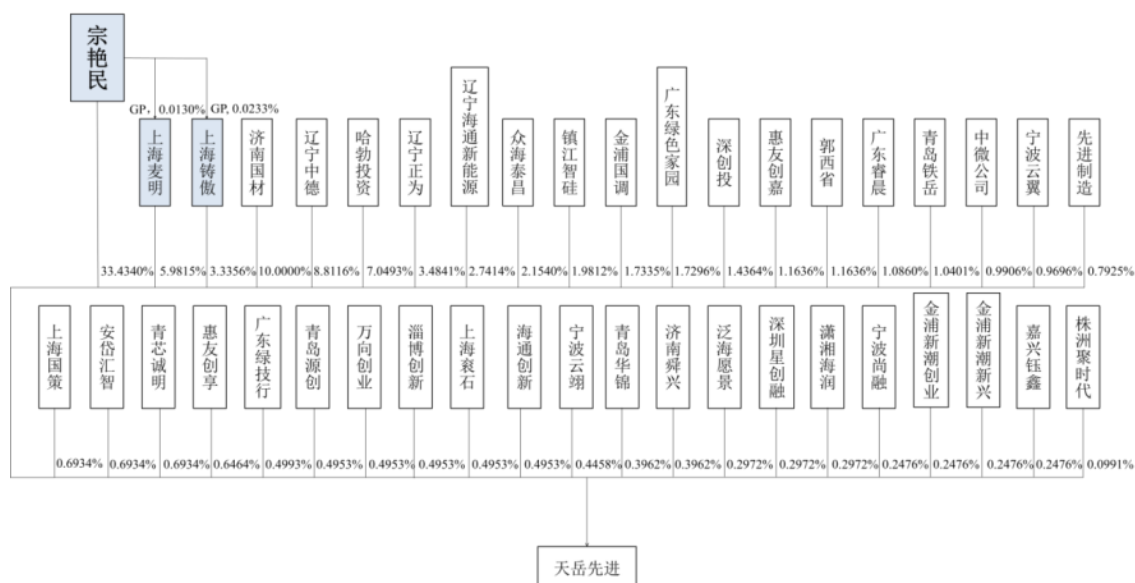 宗艳民
GP， 0.0130% GP, 0.0233%
上海麦明
上海铸傲
济南国材
辽宁中德
哈勃投资
辽宁正为
辽宁海通新能源
众海泰昌
镇江智硅
金浦国调
广东绿色家园
深创投
惠友创嘉
郭西省
广东睿晨
青岛铁岳
中微公司
宁波云翼
先进制造
33.4340% 5.9815% 3.3356% 10.0000% 8.8116% 7.0493% 3.4841% 2.7414% 2.1540% 1.9812% 1.7335% 1.7296% 1.4364% 1.1636% 1.1636% 1.0860% 1.0401% 0.9906% 0.9696% 0.7925%
上海国策
安岱汇智
青芯诚明
惠友创享
广东绿技行
青岛源创
万向创业
淄博创新
上海衮石
海通创新
宁波云翊
青岛华锦
济南舜兴
泛海愿景
深圳星创融
潇湘海润
宁波尚融
金浦新潮创业
金浦新潮新兴
嘉兴钰鑫
株洲聚时代
0.6934% 0.6934% 0.6934% 0.6464% 0.4993% 0.4953% 0.4953% 0.4953% 0.4953% 0.4953% 0.4458% 0.3962% 0.3962% 0.2972% 0.2972% 0.2972% 0.2476% 0.2476% 0.2476% 0.2476% 0.0991%
天岳先进